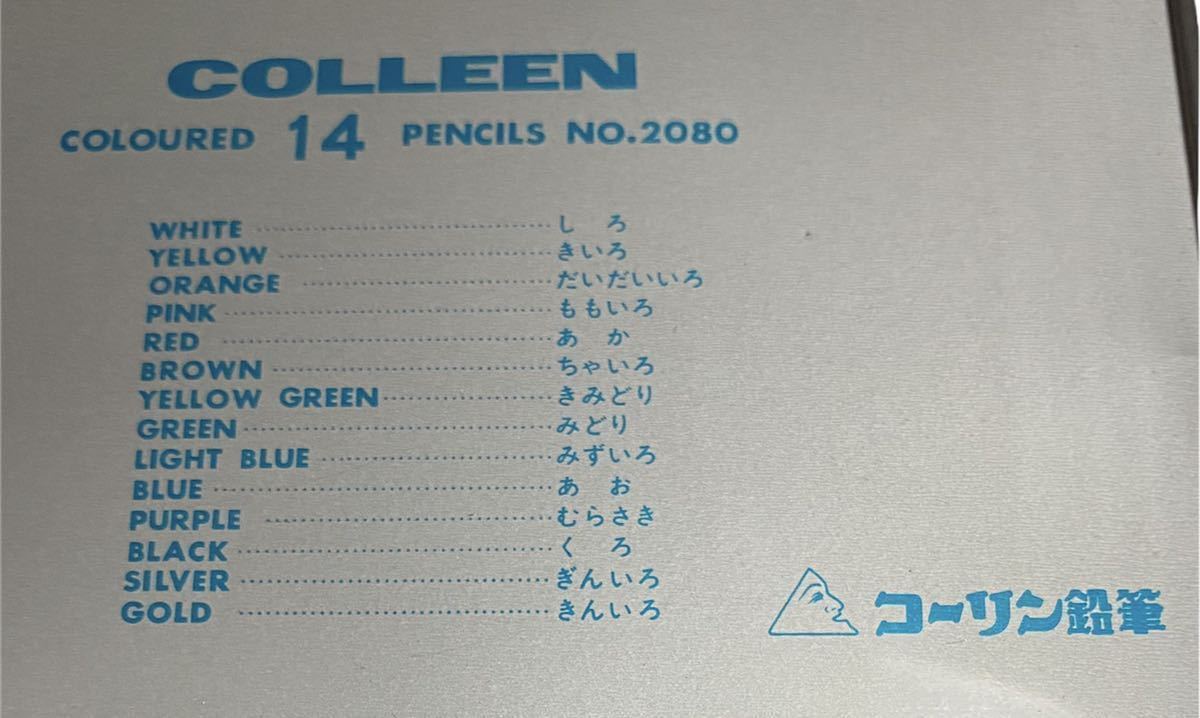 COLLEEN
COLOURED 14 PENCILS NO.2080
WHITE ........ しろ
YELLOW ........ きいろ
ORANGE ........ だいだいいろ
PINK ........ ももいろ
RED ........ あか
BROWN ........ ちゃいろ
YELLOW GREEN ........ きみどり
GREEN ........ みどり
LIGHT BLUE ........ みずいろ
BLUE ........ あお
PURPLE ........ むらさき
BLACK ........ くろ
SILVER ........ ぎんいろ
GOLD ........ きんいろ
コーリン鉛筆